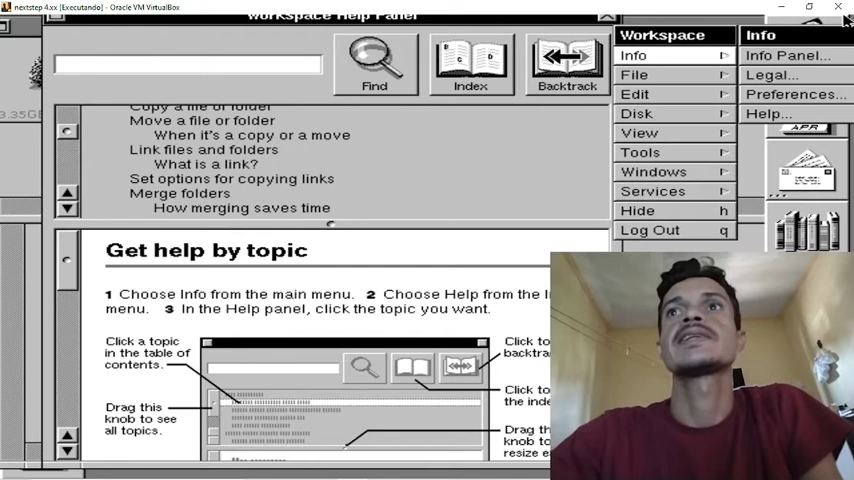 nextstep 4.xx [Executando] - Oracle VM VirtualBox
Workspace Help Panel
Find
Index
Backtrack
Copy a file or folder
Move a file or folder
When it's a copy or a move
Link files and folders
What is a link?
Set options for copying links
Merge folders
How merging saves time
Get help by topic
1 Choose Info from the main menu. 2 Choose Help from the
menu. 3 In the Help panel, click the topic you want.
Click a topic
in the table of
contents.
Drag this
knob to see
all topics.
Click to
backtra
Click to
the inde
Drag th
knob to
resize ea
Workspace
Info
File
Edit
Disk
View
Tools
Windows
Services
Hide h
Log Out q
Info
Info Panel...
Legal...
Preferences...
Help...
3.35G
APR